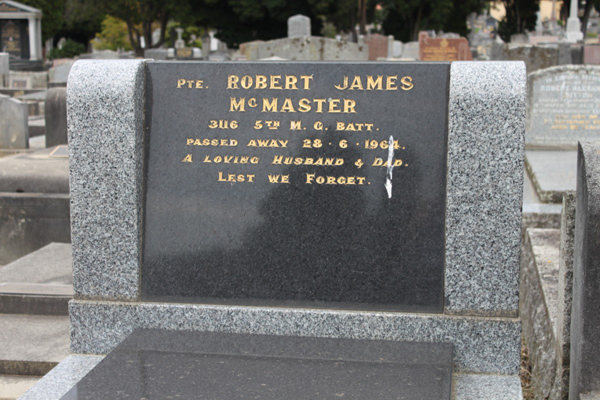 PTE. ROBERT JAMES
McMASTER
3116 5TH M. G. BATT.
PASSED AWAY 28 · 6 · 1964.
A LOVING HUSBAND & DAD.
LEST WE FORGET.